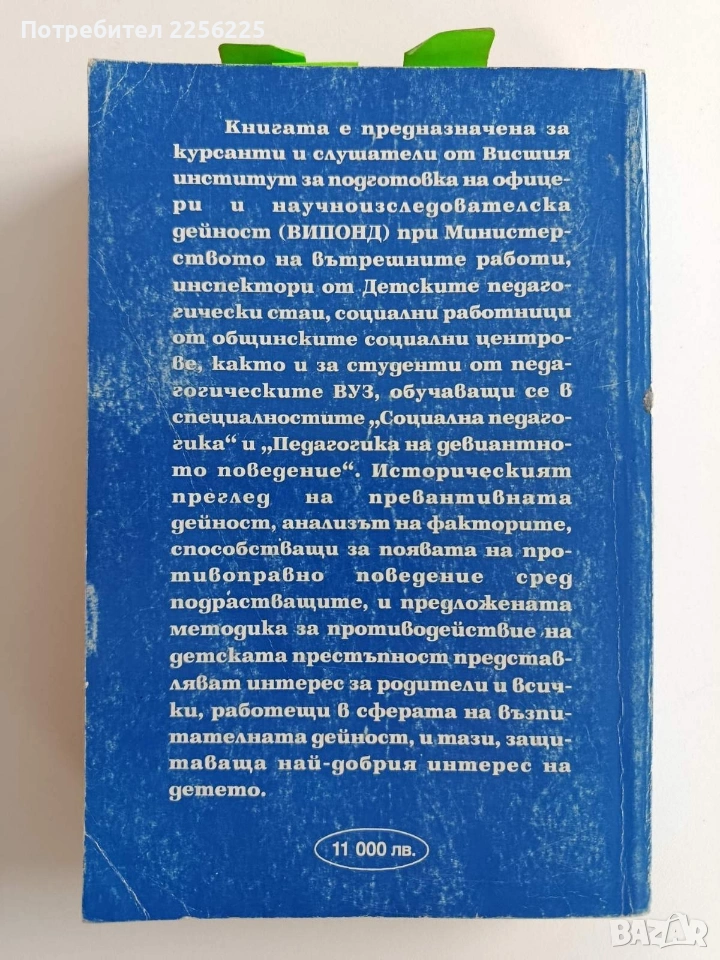 Потребител 2256225
Книгата е предназначена за
курсанти и слушатели от Висшия
институт за подготовка на офице-
ри и научноизследователска
дейност (ВИПОНД) при Министер-
ството на вътрешните работи,
инспектори от Детските педаго-
гически стаи, социални работници
от общинските социални центро-
ве, както и за студенти от педа-
гогическите ВУЗ, обучаващи се в
специалностите „Социална педаго-
гика“ и „Педагогика на девиантно-
то поведение“. Историческият
преглед на превантивната
дейност, анализът на факторите,
способстващи за появата на про-
тивоправно поведение сред
подрастващите, и предложената
методика за противодействие на
детската престъпност представ-
ляват интерес за родители и всич-
ки, работещи в сферата на възпи-
тателната дейност, и тази, защи-
таваща най-добрия интерес на
детето.
11 000 лв.
BAZAR